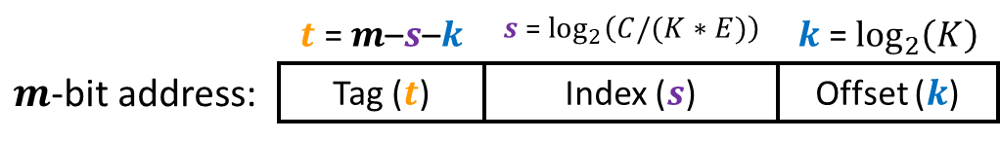 t = m–s–k s = log₂(C/(K * E)) k = log₂(K)
m-bit address: Tag (t) Index (s) Offset (k)